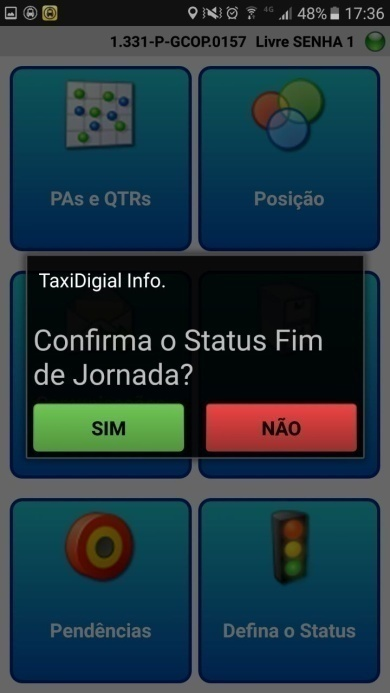 4G 48% 17:36
1.331-P-GCOP.0157 Livre SENHA 1
PAs e QTRs Posição
TaxiDigial Info.
Confirma o Status Fim
de Jornada?
SIM NÃO
Pendências Defina o Status